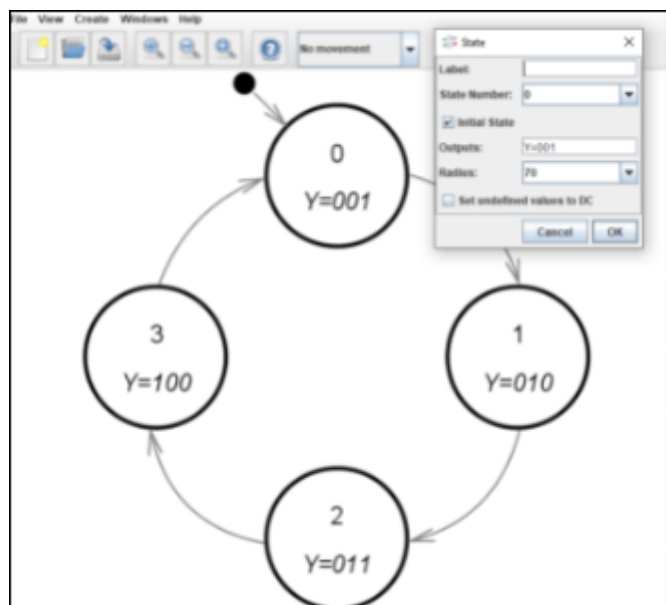 File View Create Windows Help
No movement
State
Label:
State Number: 0
Initial State
Outputs: Y=001
Radius: 70
Set undefined values to DC
Cancel OK
0
Y=001
3
Y=100
1
Y=010
2
Y=011